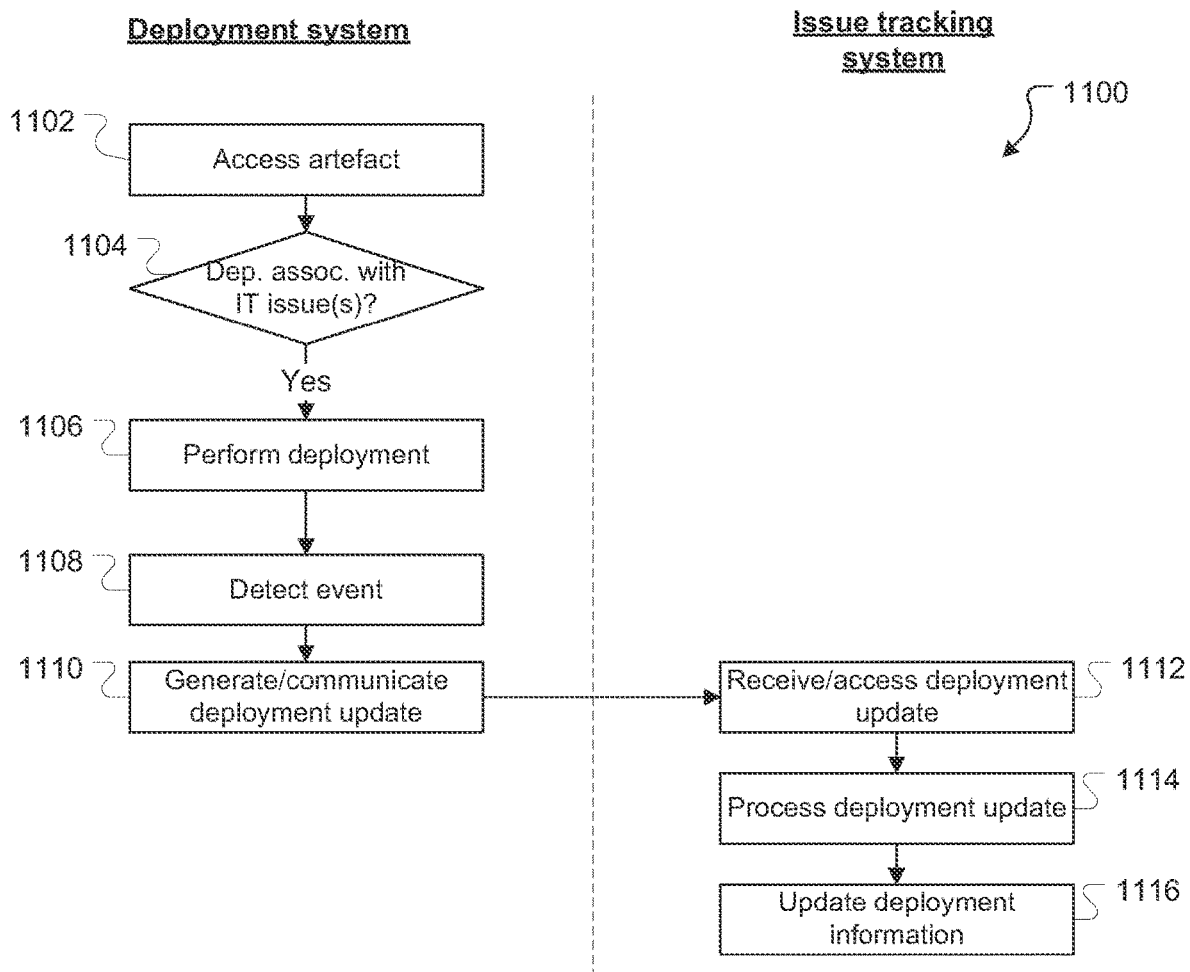 Deployment system
Issue tracking
system
1100
1102
Access artefact
1104
Dep. assoc. with
IT issue(s)?
Yes
1106
Perform deployment
1108
Detect event
1110
Generate/communicate
deployment update
Receive/access deployment
update
1112
Process deployment update
1114
Update deployment
information
1116